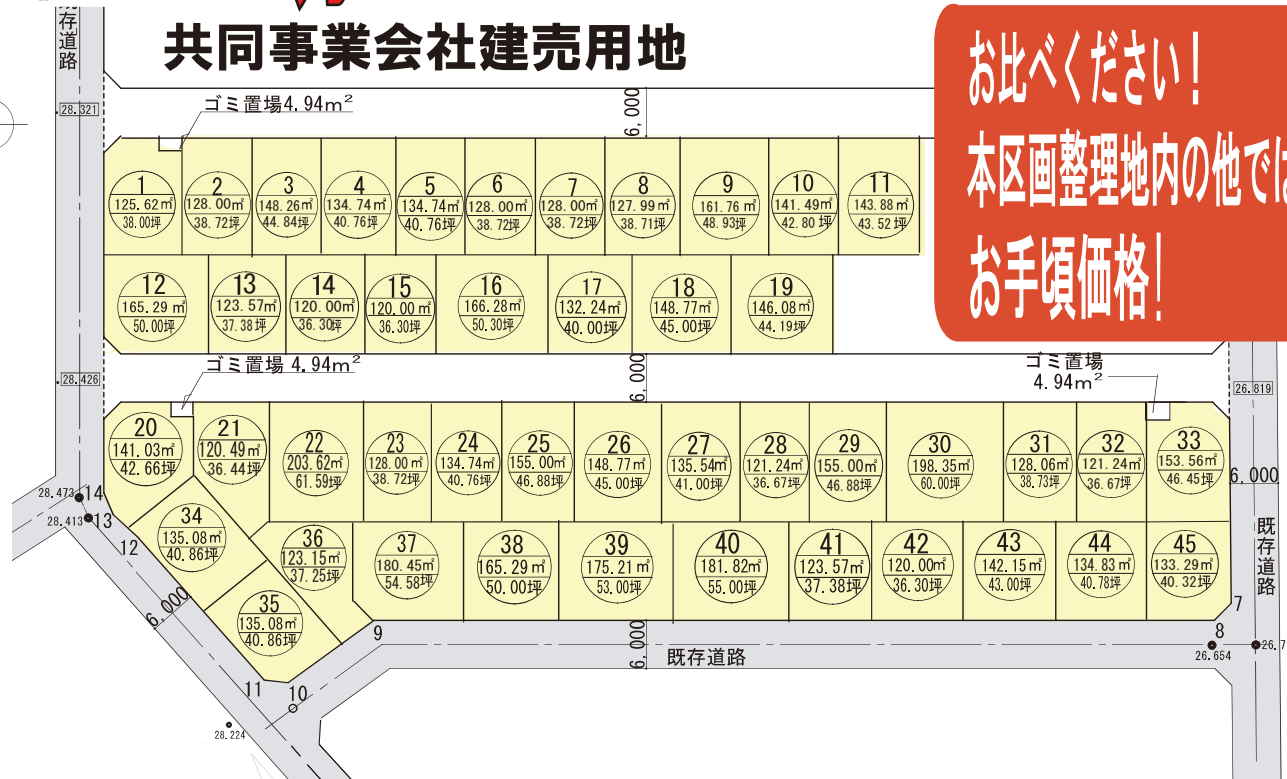 存道路
共同事業会社建売用地
お比べください！
本区画整理地内の他では
お手頃価格！
28.321
ゴミ置場4.94m²
6,000
1
125.62㎡
38.00坪
2
128.00㎡
38.72坪
3
148.26㎡
44.84坪
4
134.74㎡
40.76坪
5
134.74㎡
40.76坪
6
128.00㎡
38.72坪
7
128.00㎡
38.72坪
8
127.99㎡
38.71坪
9
161.76㎡
48.93坪
10
141.49㎡
42.80坪
11
143.88㎡
43.52坪
12
165.29㎡
50.00坪
13
123.57㎡
37.38坪
14
120.00㎡
36.30坪
15
120.00㎡
36.30坪
16
166.28㎡
50.30坪
17
132.24㎡
40.00坪
18
148.77㎡
45.00坪
19
146.08㎡
44.19坪
28.426
ゴミ置場 4.94m²
6,000
ゴミ置場
4.94m²
26.819
20
141.03㎡
42.66坪
21
120.49㎡
36.44坪
22
203.62㎡
61.59坪
23
128.00㎡
38.72坪
24
134.74㎡
40.76坪
25
155.00㎡
46.88坪
26
148.77㎡
45.00坪
27
135.54㎡
41.00坪
28
121.24㎡
36.67坪
29
155.00㎡
46.88坪
30
198.35㎡
60.00坪
31
128.06㎡
38.73坪
32
121.24㎡
36.67坪
33
153.56㎡
46.45坪
6,000
既存道路
28.473
14
28.413
13
12
34
135.08㎡
40.86坪
35
135.08㎡
40.86坪
36
123.15㎡
37.25坪
37
180.45㎡
54.58坪
38
165.29㎡
50.00坪
39
175.21㎡
53.00坪
40
181.82㎡
55.00坪
41
123.57㎡
37.38坪
42
120.00㎡
36.30坪
43
142.15㎡
43.00坪
44
134.83㎡
40.78坪
45
133.29㎡
40.32坪
6,000
7
9
6,000
既存道路
8
26.654
26.7
11
10
28.224